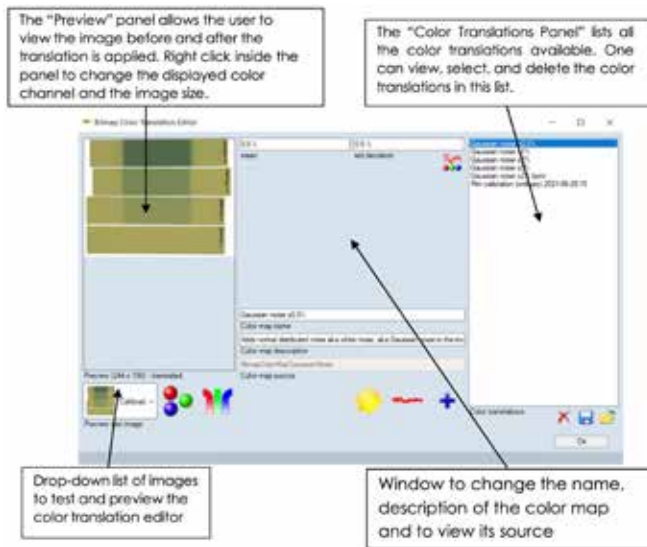 The “Preview” panel allows the user to
view the image before and after the
translation is applied. Right click inside the
panel to change the displayed color
channel and the image size.
The “Color Translations Panel” lists all
the color translations available. One
can view, select, and delete the color
translations in this list.
Bitmap Color Translation Editor
mean
std deviation
Gaussian noise
Gaussian noise
Gaussian noise
Gaussian noise
Gaussian noise
Film calibration
Gaussian noise
Color map name
Color map description
Color map source
Preview
translated
Calibrat
Preview
image
Color translations
Ok
Drop-down list of images
to test and preview the
color translation editor
Window to change the name,
description of the color map
and to view its source